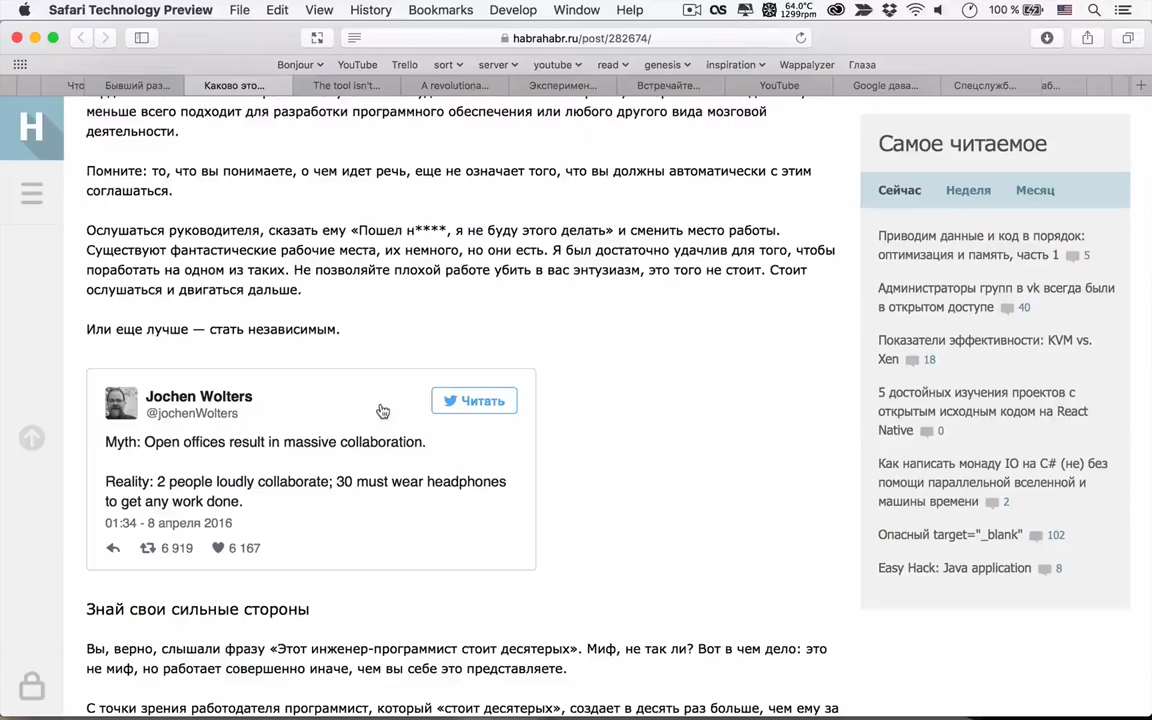 Safari Technology Preview File Edit View History Bookmarks Develop Window Help 64.0°C 1299rpm 100 %
habrahabr.ru/post/282674/
Bonjour YouTube Trello sort server youtube read genesis inspiration Wappalyzer Глаза
Что Бывший раз... Каково это... The tool isn't... A revolutiona... Эксперимен... Встречайте... YouTube Google дава... Спецслужб... аб...
H
меньше всего подходит для разработки программного обеспечения или любого другого вида мозговой
деятельности.
Помните: то, что вы понимаете, о чем идет речь, еще не означает того, что вы должны автоматически с этим
соглашаться.
Ослушаться руководителя, сказать ему «Пошел н****, я не буду этого делать» и сменить место работы.
Существуют фантастические рабочие места, их немного, но они есть. Я был достаточно удачлив для того, чтобы
поработать на одном из таких. Не позволяйте плохой работе убить в вас энтузиазм, это того не стоит. Стоит
ослушаться и двигаться дальше.
Или еще лучше — стать независимым.
Jochen Wolters
@jochenWolters
Читать
Myth: Open offices result in massive collaboration.
Reality: 2 people loudly collaborate; 30 must wear headphones
to get any work done.
01:34 - 8 апреля 2016
6 919 6 167
Знай свои сильные стороны
Вы, верно, слышали фразу «Этот инженер-программист стоит десятерых». Миф, не так ли? Вот в чем дело: это
не миф, но работает совершенно иначе, чем вы себе это представляете.
С точки зрения работодателя программист, который «стоит десятерых», создает в десять раз больше, чем ему за
Самое читаемое
Сейчас Неделя Месяц
Приводим данные и код в порядок:
оптимизация и память, часть 1 5
Администраторы групп в vk всегда были
в открытом доступе 40
Показатели эффективности: KVM vs.
Xen 18
5 достойных изучения проектов с
открытым исходным кодом на React
Native 0
Как написать монаду IO на C# (не) без
помощи параллельной вселенной и
машины времени 2
Опасный target="_blank" 102
Easy Hack: Java application 8